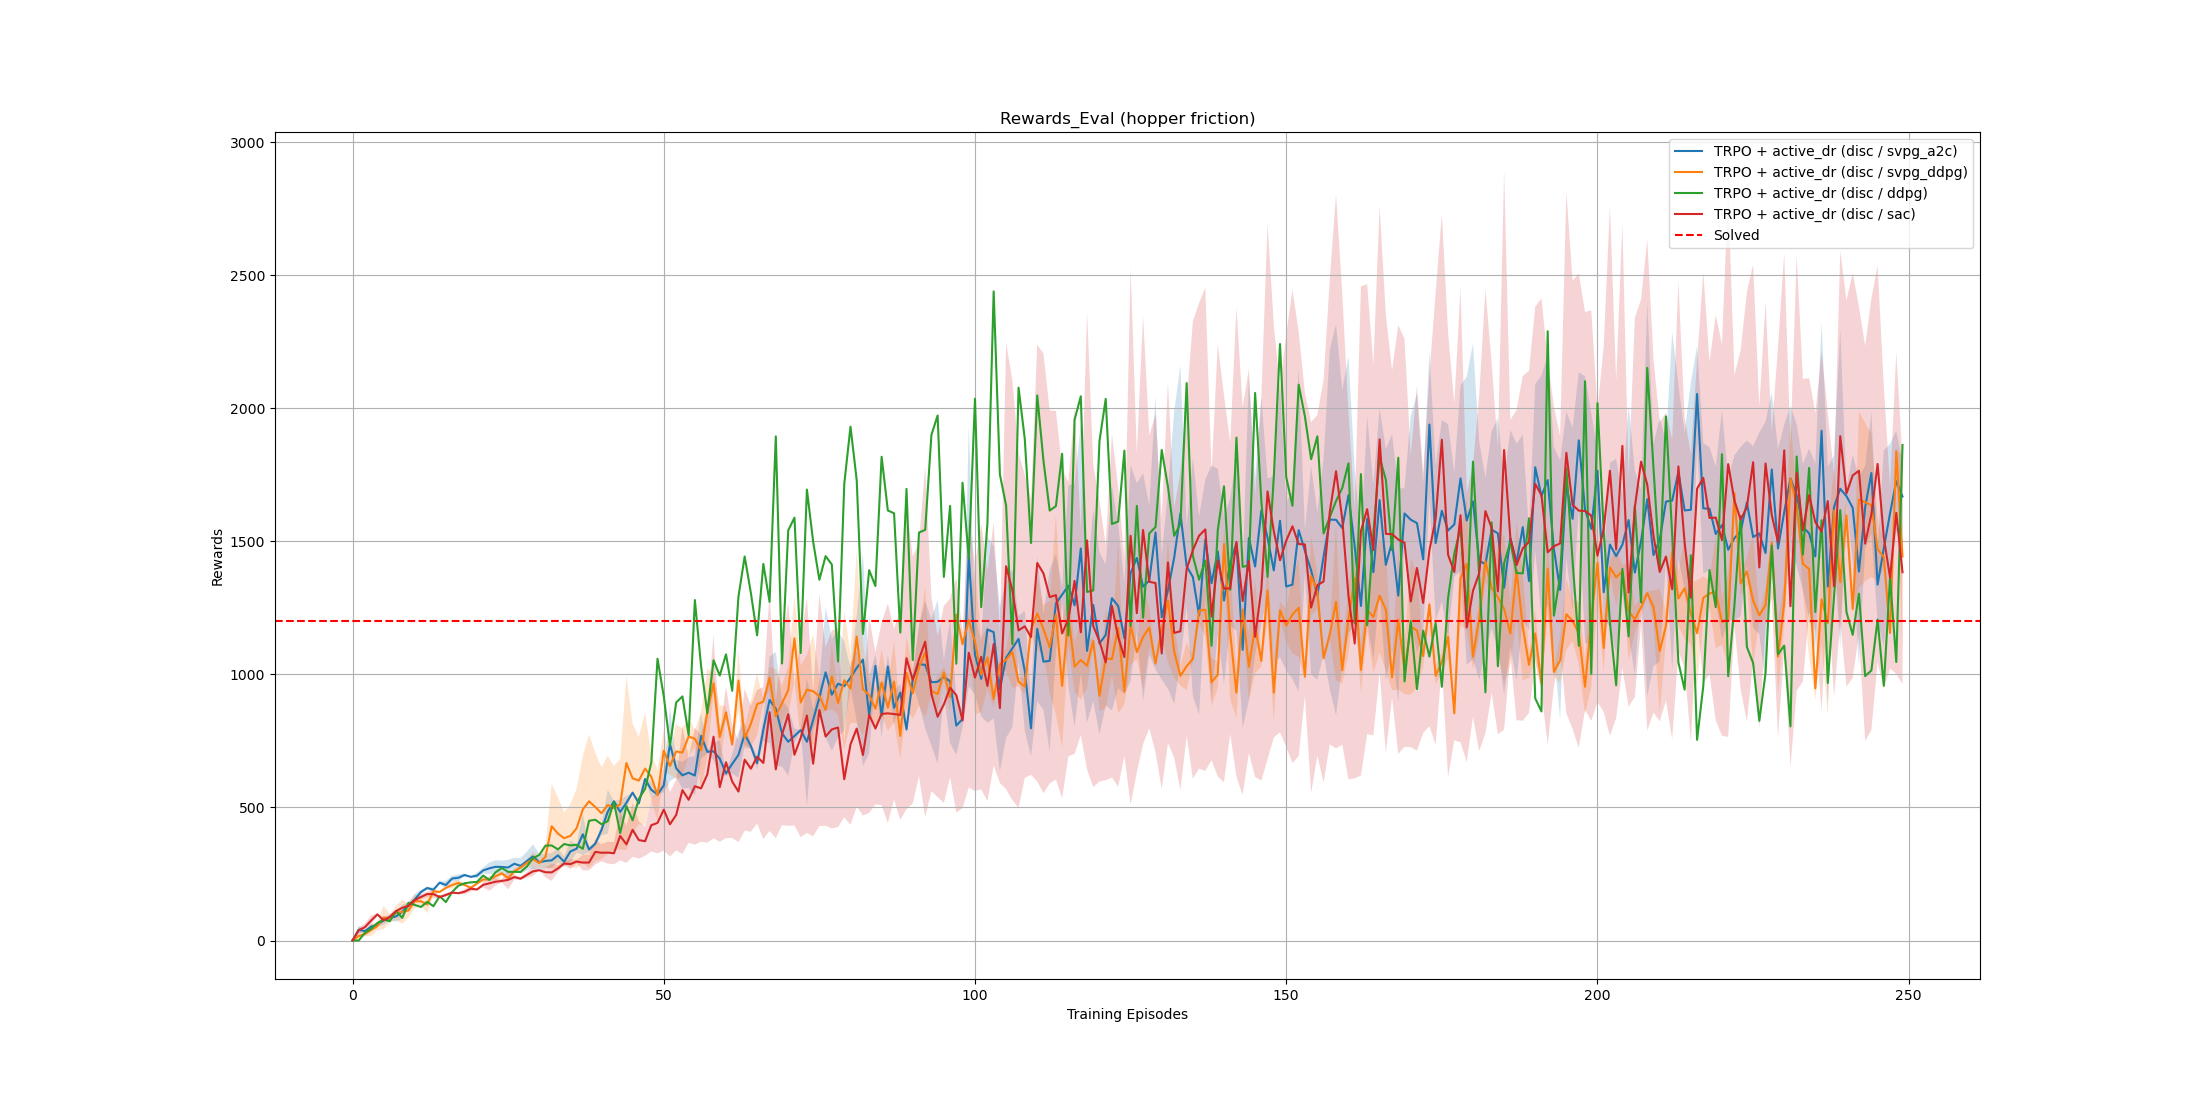 Rewards_Eval (hopper friction)
3000
2500
2000
1500
1000
500
0
Rewards
TRPO + active_dr (disc / svpg_a2c)
TRPO + active_dr (disc / svpg_ddpg)
TRPO + active_dr (disc / ddpg)
TRPO + active_dr (disc / sac)
Solved
0 50 100 150 200 250
Training Episodes